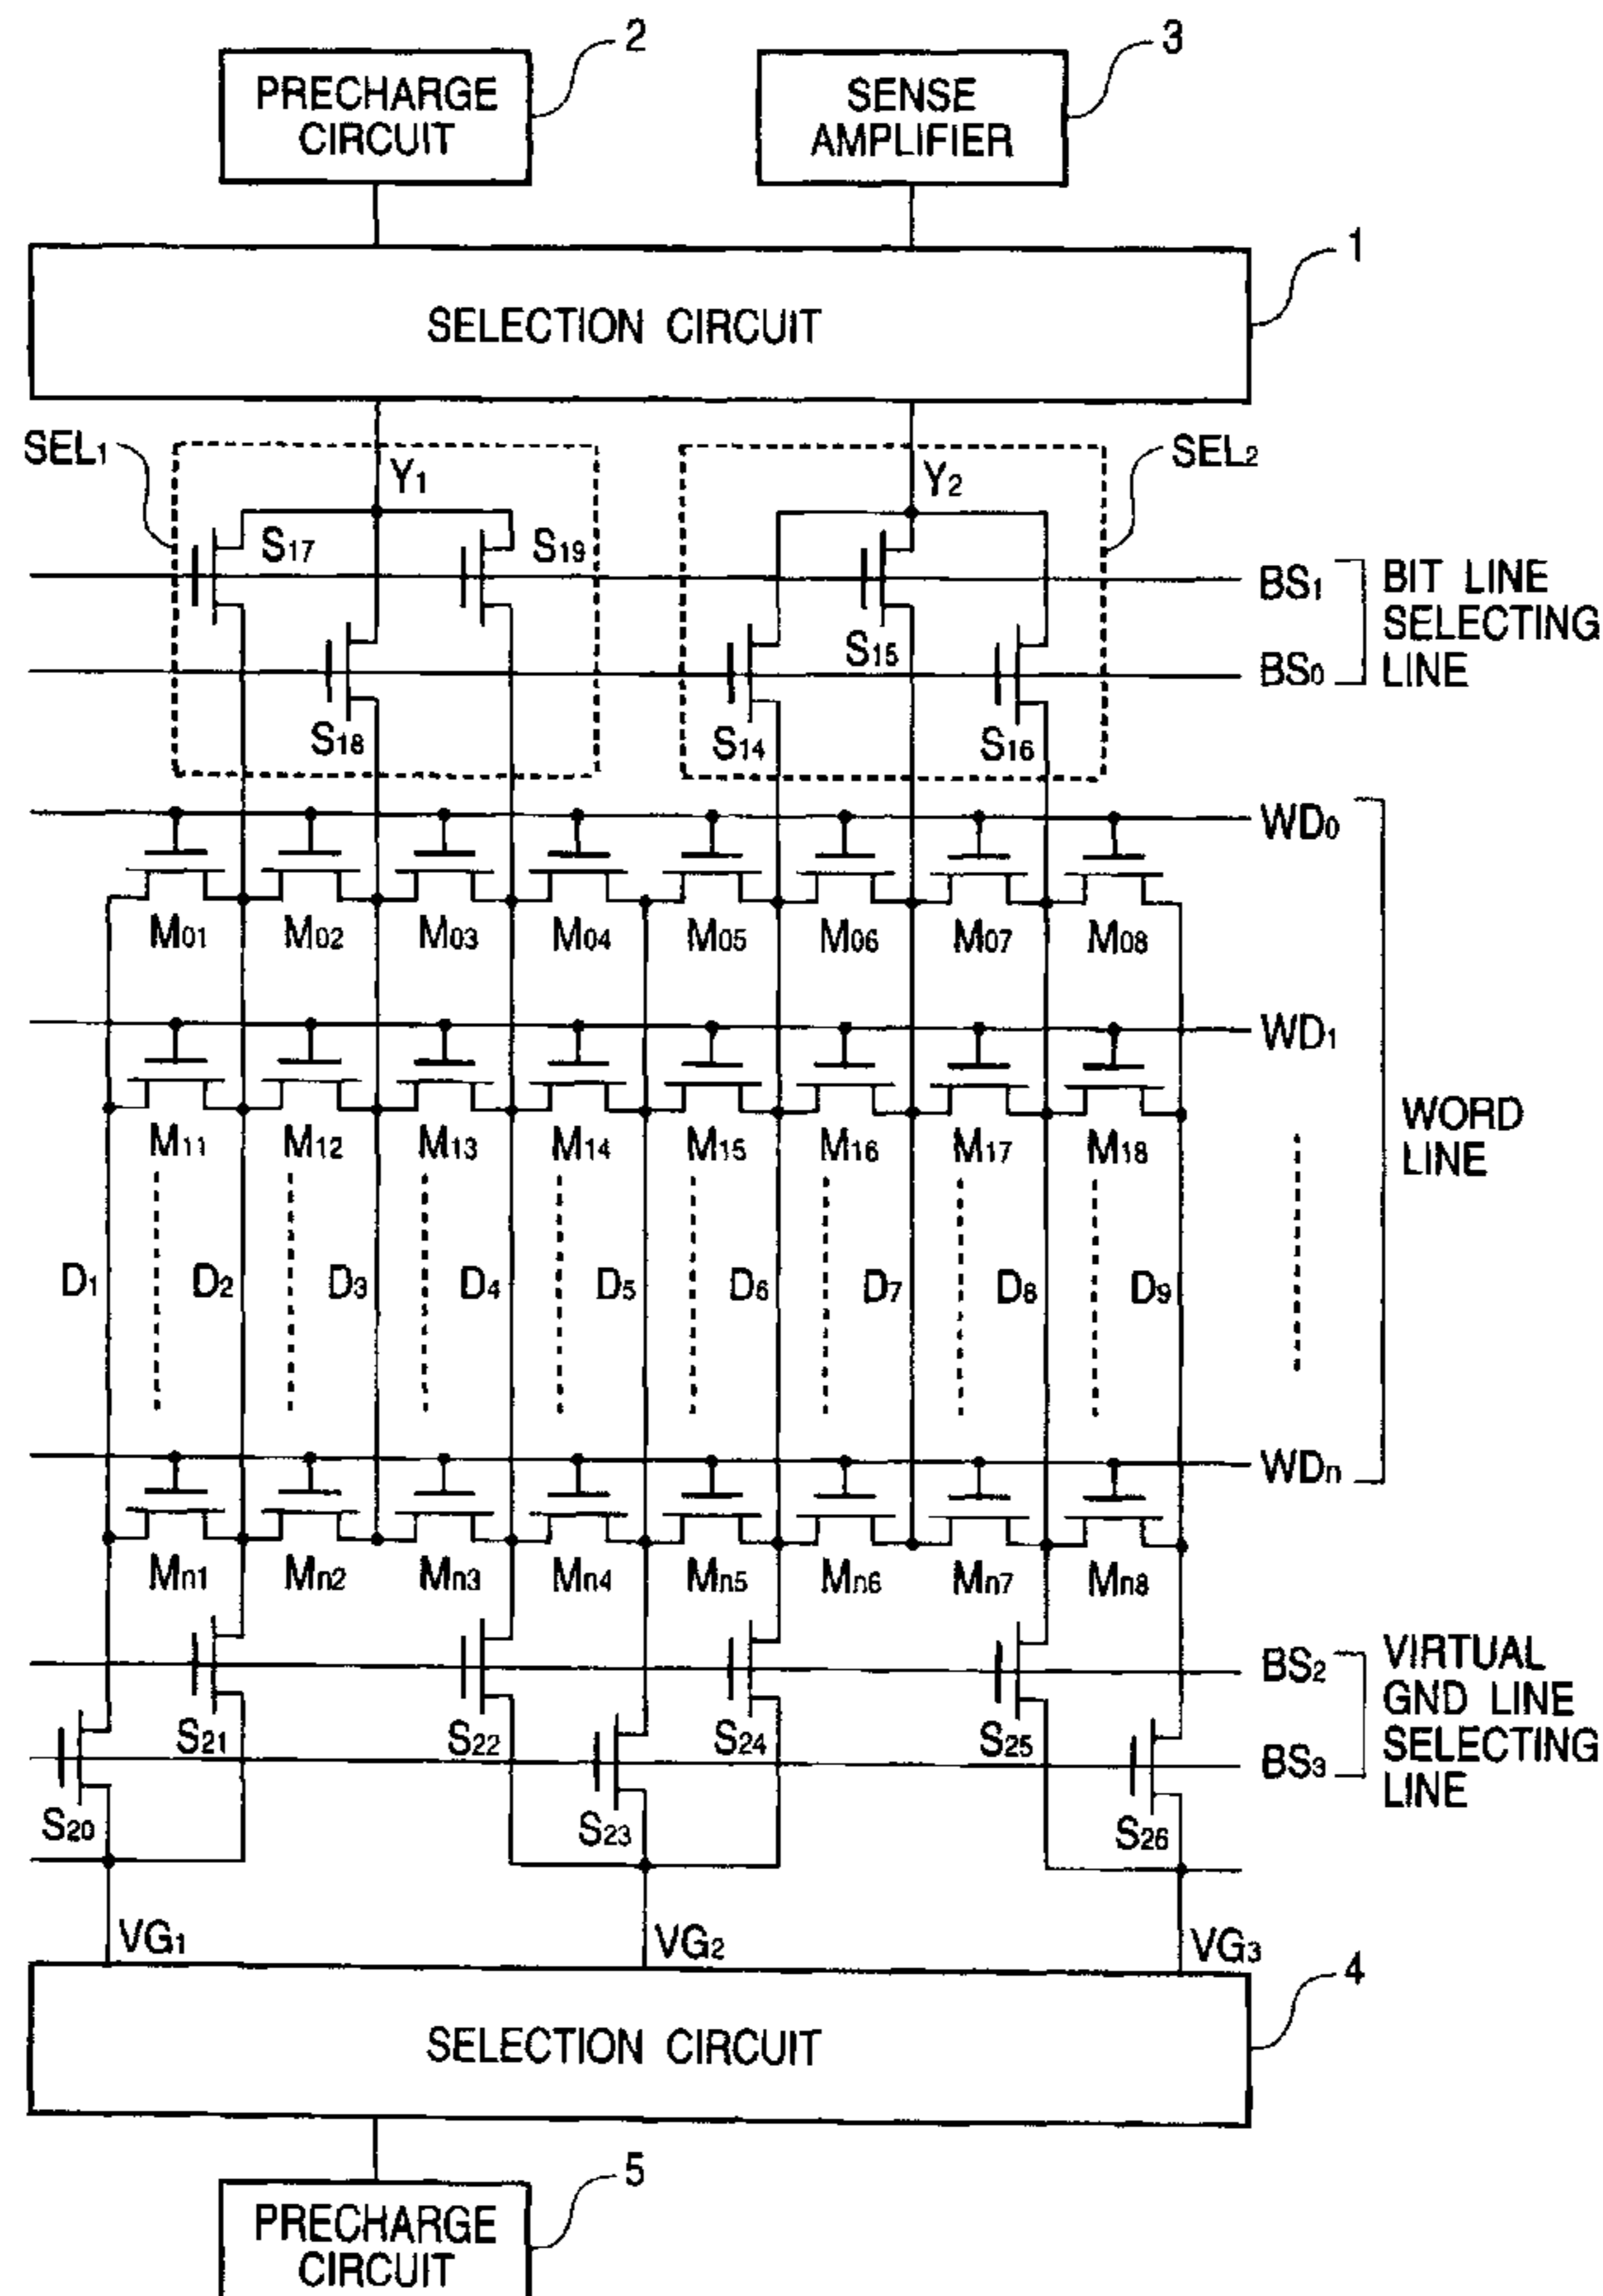 2
3
PRECHARGE
CIRCUIT
SENSE
AMPLIFIER
1
SELECTION CIRCUIT
SEL1
Y1
Y2
SEL2
S17
S19
BS1
BIT LINE
SELECTING
LINE
S15
BS0
S18
S14
S16
WD0
M01 M02 M03 M04 M05 M06 M07 M08
WD1
M11 M12 M13 M14 M15 M16 M17 M18
WORD
LINE
D1 D2 D3 D4 D5 D6 D7 D8 D9
WDn
Mn1 Mn2 Mn3 Mn4 Mn5 Mn6 Mn7 Mn8
BS2
VIRTUAL
GND LINE
SELECTING
LINE
S21 S22 S24 S25
BS3
S20 S23 S26
VG1 VG2 VG3
4
SELECTION CIRCUIT
5
PRECHARGE
CIRCUIT